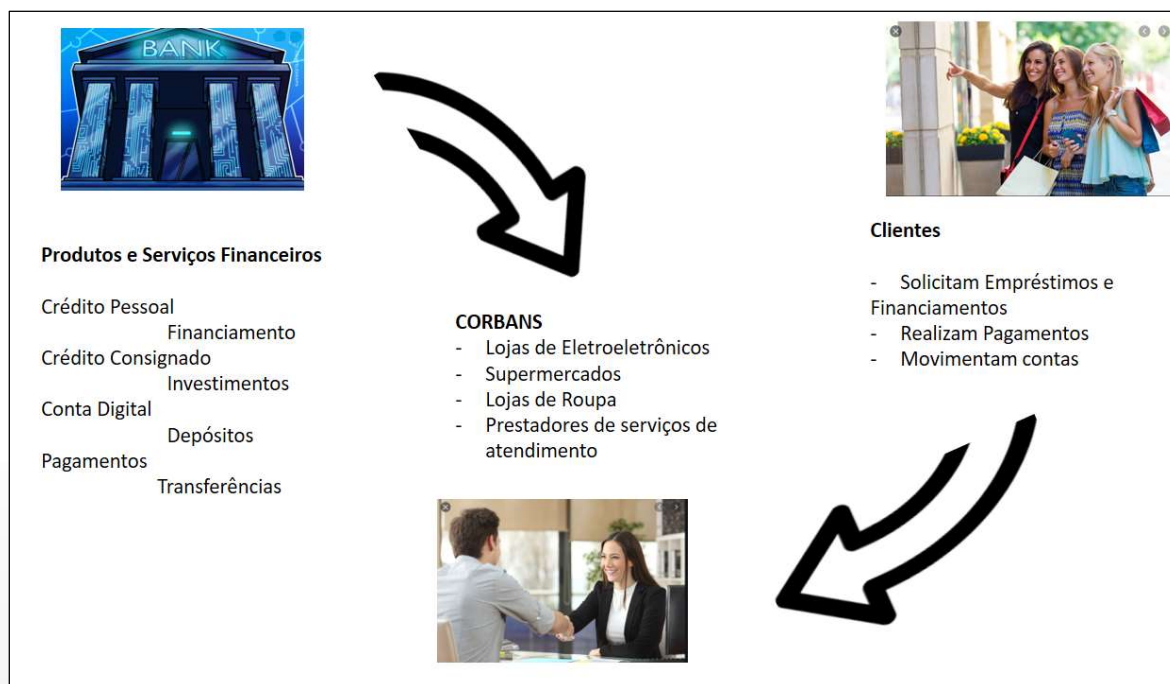 BANK
Produtos e Serviços Financeiros
Crédito Pessoal
Financiamento
Crédito Consignado
Investimentos
Conta Digital
Depósitos
Pagamentos
Transferências
CORBANS
- Lojas de Eletroeletrônicos
- Supermercados
- Lojas de Roupa
- Prestadores de serviços de
atendimento
Clientes
- Solicitam Empréstimos e
Financiamentos
- Realizam Pagamentos
- Movimentam contas